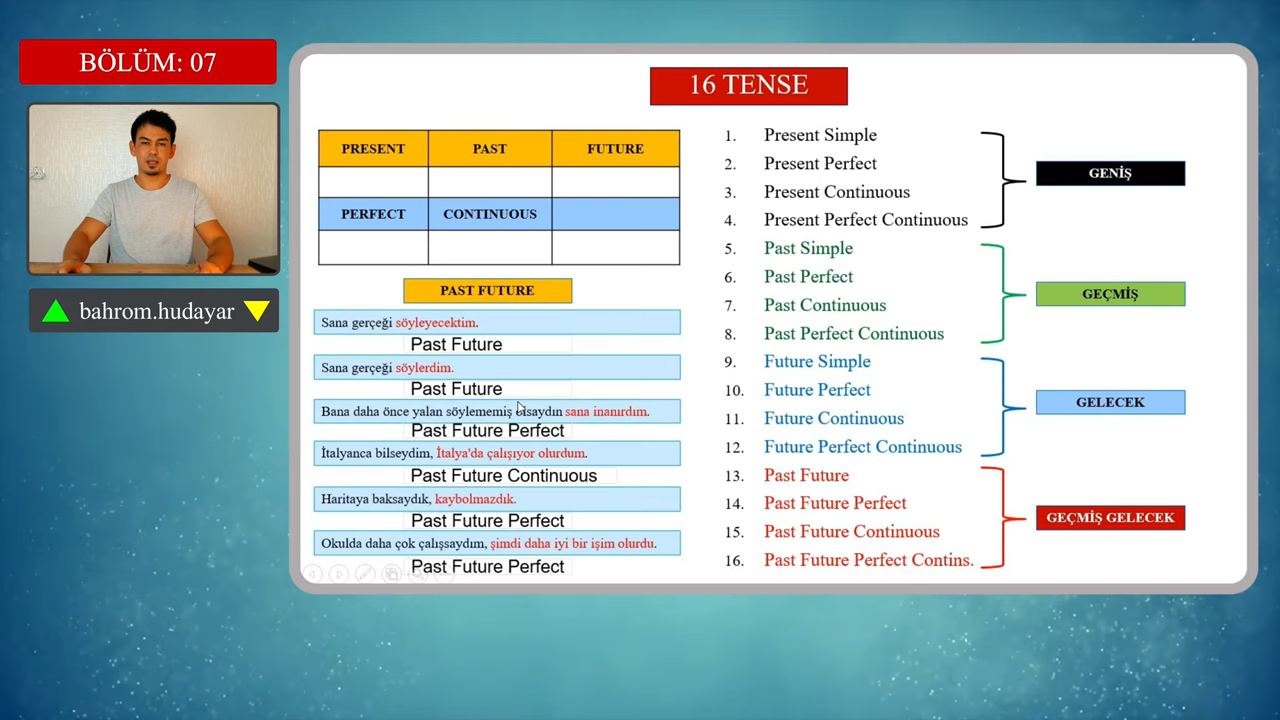 BÖLÜM: 07
bahrom.hudayar
16 TENSE
PRESENT PAST FUTURE
PERFECT CONTINUOUS
PAST FUTURE
Sana gerçeği söyleyecektim.
Past Future
Sana gerçeği söylerdim.
Past Future
Bana daha önce yalan söylememiş olsaydın sana inanırdım.
Past Future Perfect
İtalyanca bilseydim, İtalya'da çalışıyor olurdum.
Past Future Continuous
Haritaya baksaydık, kaybolmazdık.
Past Future Perfect
Okulda daha çok çalışsaydım, şimdi daha iyi bir işim olurdu.
Past Future Perfect
1. Present Simple
2. Present Perfect
3. Present Continuous
4. Present Perfect Continuous
GENİŞ
5. Past Simple
6. Past Perfect
7. Past Continuous
8. Past Perfect Continuous
GEÇMİŞ
9. Future Simple
10. Future Perfect
11. Future Continuous
12. Future Perfect Continuous
GELECEK
13. Past Future
14. Past Future Perfect
15. Past Future Continuous
16. Past Future Perfect Contins.
GEÇMİŞ GELECEK